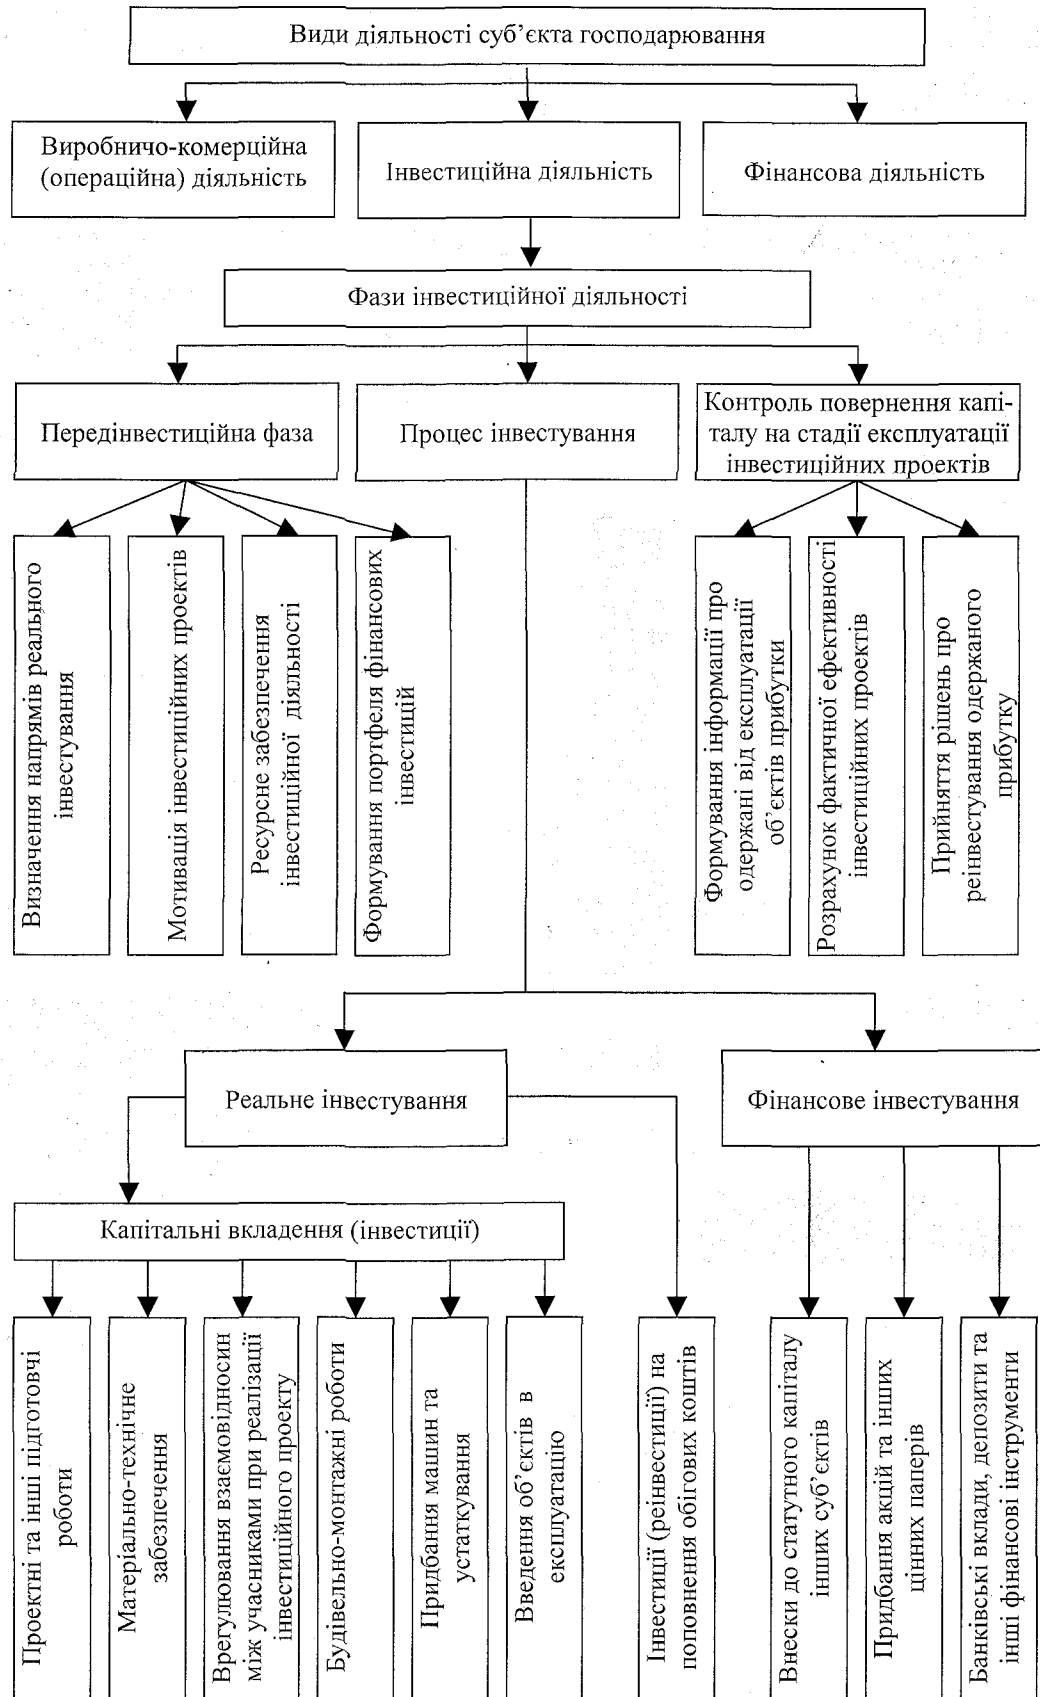 Види діяльності суб’єкта господарювання
Виробничо-комерційна
(операційна) діяльність
Інвестиційна діяльність
Фінансова діяльність
Фази інвестиційної діяльності
Передінвестиційна фаза
Процес інвестування
Контроль повернення капі-
талу на стадії експлуатації
інвестиційних проектів
Визначення напрямів реального
інвестування
Мотивація інвестиційних проектів
Ресурсне забезпечення
інвестиційної діяльності
Формування портфеля фінансових
інвестицій
Формування інформації про
одержані від експлуатації
об’єктів прибутки
Розрахунок фактичної ефективності
інвестиційних проектів
Прийняття рішень про
реінвестування одержаного
прибутку
Реальне інвестування
Фінансове інвестування
Капітальні вкладення (інвестиції)
Проектні та інші підготовчі
роботи
Матеріально-технічне
забезпечення
Врегулювання взаємовідносин
між учасниками при реалізації
інвестиційного проекту
Будівельно-монтажні роботи
Придбання машин та
устаткування
Введення об’єктів в
експлуатацію
Інвестиції (реінвестиції) на
поповнення обігових коштів
Внески до статутного капіталу
інших суб’єктів
Придбання акцій та інших
цінних паперів
Банківські вклади, депозити та
інші фінансові інструменти